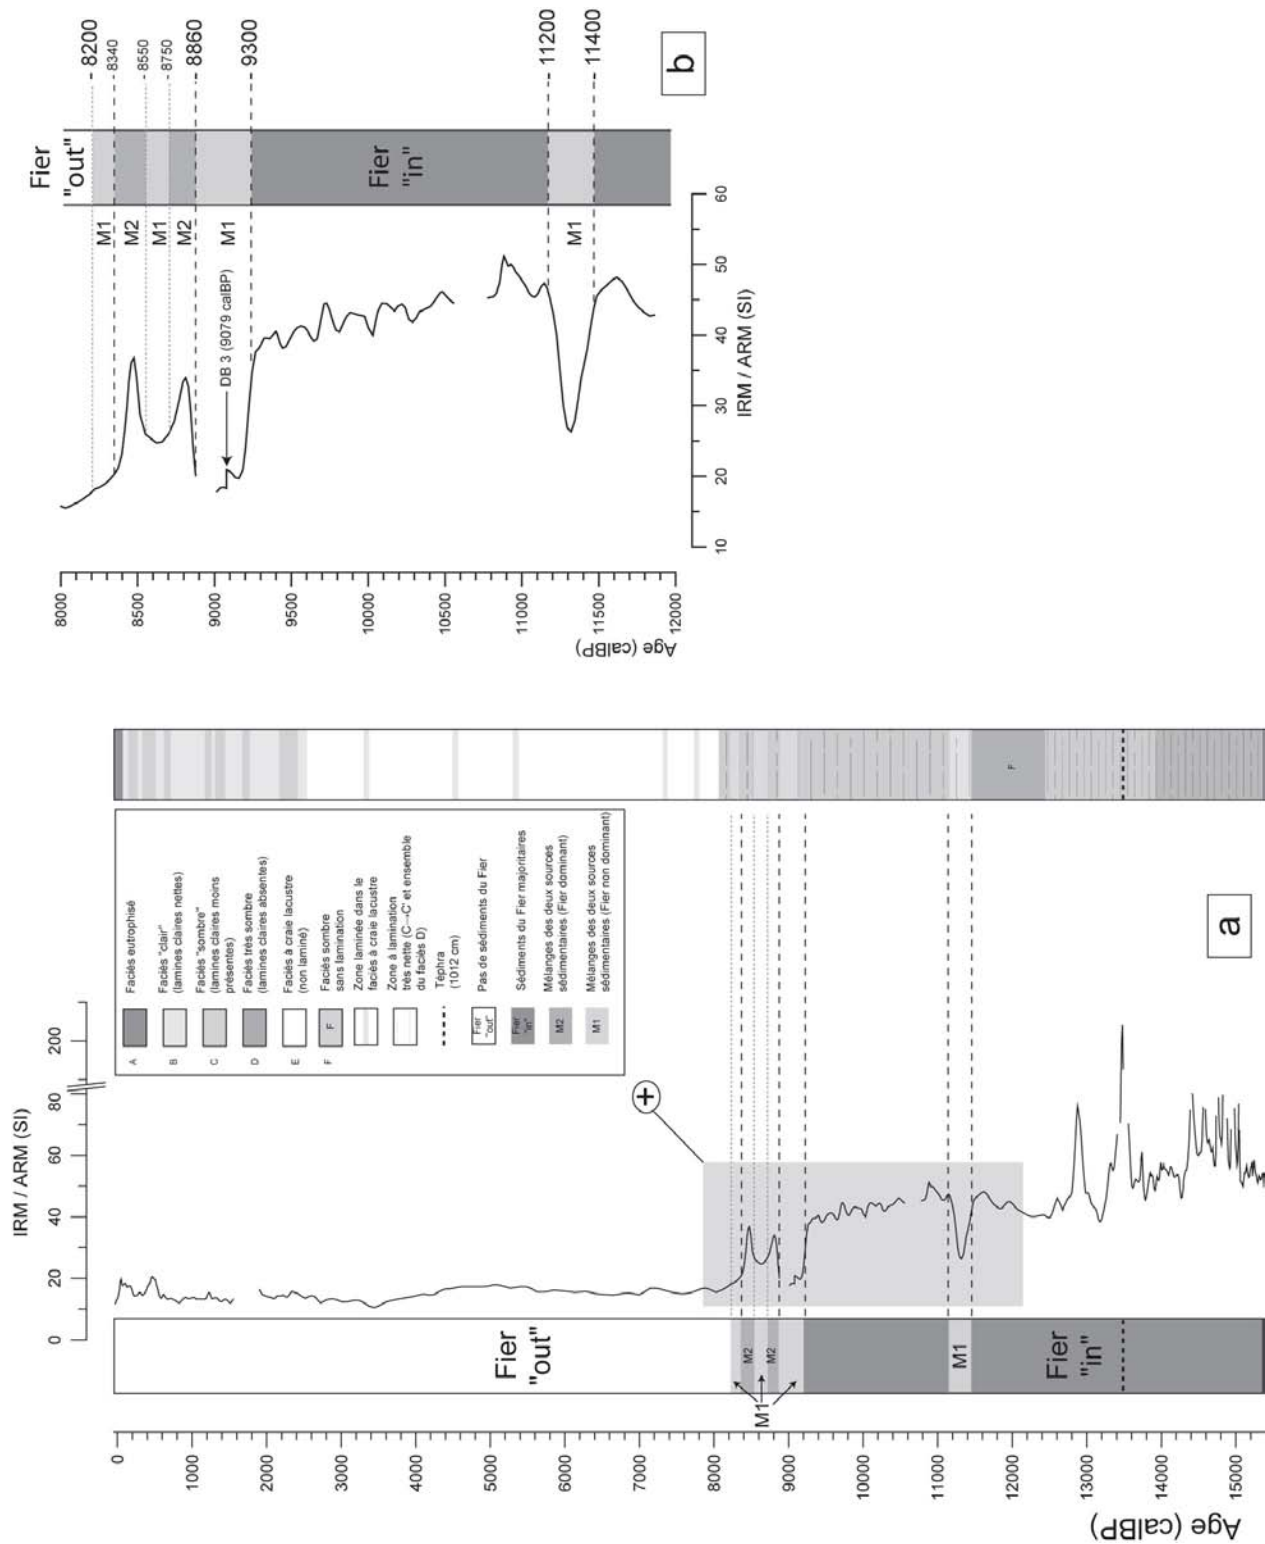 IRM / ARM (SI)
0
20
40
60
80
200
Age (calBP)
0
1000
2000
3000
4000
5000
6000
7000
8000
9000
10000
11000
12000
13000
14000
15000
Fier
"out"
M2
M2
M1
M1
Fier
"in"
A
Faciès eutrophisé
B
Faciès "clair"
(lamines claires nettes)
C
Faciès "sombre"
(lamines claires moins
présentes)
D
Faciès très sombre
(lamines claires absentes)
E
Faciès à craie lacustre
(non laminé)
F
F
Faciès sombre
sans lamination
Zone laminée dans le
faciès à craie lacustre
Zone à lamination
très nette (C→C' et ensemble
du faciès D)
Téphra
(1012 cm)
Fier
"out"
Pas de sédiments du Fier
Fier
"in"
Sédiments du Fier majoritaires
M2
Mélanges des deux sources
sédimentaires (Fier dominant)
M1
Mélanges des deux sources
sédimentaires (Fier non dominant)
+
F
a
Age (calBP)
8000
8500
9000
9500
10000
10500
11000
11500
12000
DB 3 (9079 calBP)
IRM / ARM (SI)
10
20
30
40
50
60
M1
M2
M1
M2
M1
M1
Fier
"out"
Fier
"in"
8200
8340
8550
8750
8860
9300
11200
11400
b